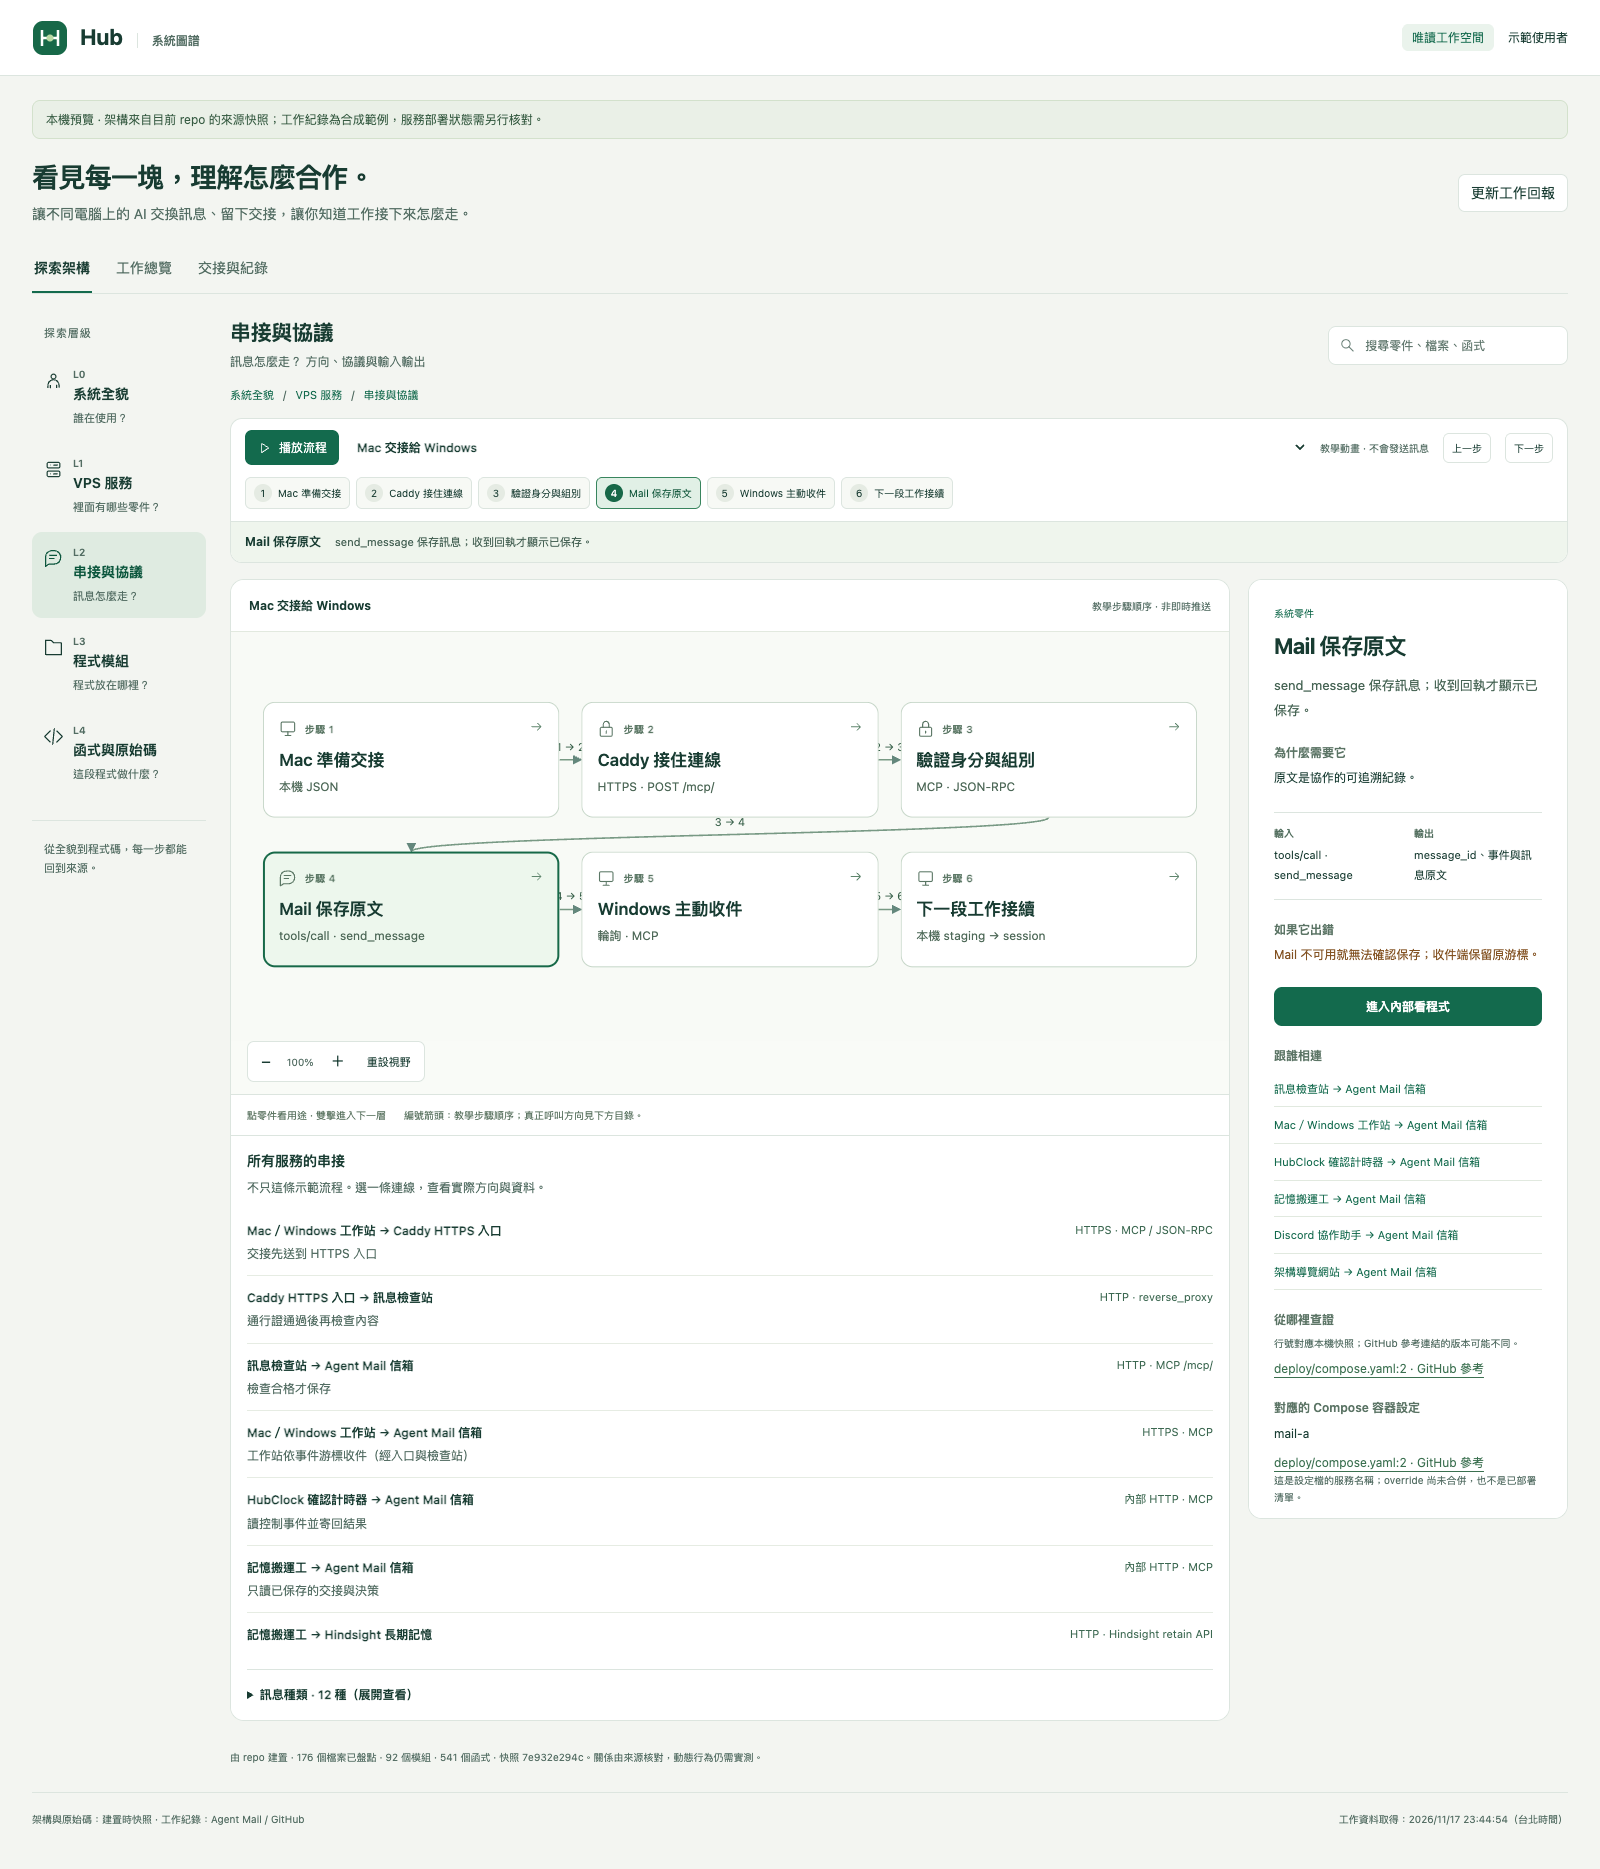 Hub
系統圖譜
唯讀工作空間
示範使用者
本機預覽 · 架構來自目前 repo 的來源快照；工作紀錄為合成範例，服務部署狀態需另行核對。
看見每一塊，理解怎麼合作。
讓不同電腦上的 AI 交換訊息、留下交接，讓你知道工作接下來怎麼走。
更新工作回報
探索架構
工作總覽
交接與紀錄
探索層級
L0
系統全貌
誰在使用？
L1
VPS 服務
裡面有哪些零件？
L2
串接與協議
訊息怎麼走？
L3
程式模組
程式放在哪裡？
L4
函式與原始碼
這段程式做什麼？
從全貌到程式碼，每一步都能
回到來源。
串接與協議
訊息怎麼走？ 方向、協議與輸入輸出
搜尋零件、檔案、函式
系統全貌 / VPS 服務 / 串接與協議
播放流程
Mac 交接給 Windows
教學動畫 · 不會發送訊息
上一步
下一步
1 Mac 準備交接
2 Caddy 接住連線
3 驗證身分與組別
4 Mail 保存原文
5 Windows 主動收件
6 下一段工作接續
Mail 保存原文 send_message 保存訊息；收到回執才顯示已保存。
Mac 交接給 Windows
教學步驟順序 · 非即時推送
步驟 1 →
Mac 準備交接
本機 JSON
1 → 2
步驟 2 →
Caddy 接住連線
HTTPS · POST /mcp/
2 → 3
步驟 3 →
驗證身分與組別
MCP · JSON-RPC
3 → 4
步驟 4 →
Mail 保存原文
tools/call · send_message
4 → 5
步驟 5 →
Windows 主動收件
輪詢 · MCP
5 → 6
步驟 6 →
下一段工作接續
本機 staging → session
− 100% + 重設視野
點零件看用途 · 雙擊進入下一層
編號箭頭：教學步驟順序；真正呼叫方向見下方目錄。
所有服務的串接
不只這條示範流程。選一條連線，查看實際方向與資料。
Mac / Windows 工作站 → Caddy HTTPS 入口
HTTPS · MCP / JSON-RPC
交接先送到 HTTPS 入口
Caddy HTTPS 入口 → 訊息檢查站
HTTP · reverse_proxy
通行證通過後再檢查內容
訊息檢查站 → Agent Mail 信箱
HTTP · MCP /mcp/
檢查合格才保存
Mac / Windows 工作站 → Agent Mail 信箱
HTTPS · MCP
工作站依事件游標收件（經入口與檢查站）
HubClock 確認計時器 → Agent Mail 信箱
內部 HTTP · MCP
讀控制事件並寄回結果
記憶搬運工 → Agent Mail 信箱
內部 HTTP · MCP
只讀已保存的交接與決策
記憶搬運工 → Hindsight 長期記憶
HTTP · Hindsight retain API
▶ 訊息種類 · 12 種（展開查看）
系統零件
Mail 保存原文
send_message 保存訊息；收到回執才顯示已
保存。
為什麼需要它
原文是協作的可追溯紀錄。
輸入
tools/call ·
send_message
輸出
message_id、事件與訊
息原文
如果它出錯
Mail 不可用就無法確認保存；收件端保留原游標。
進入內部看程式
跟誰相連
訊息檢查站 → Agent Mail 信箱
Mac / Windows 工作站 → Agent Mail 信箱
HubClock 確認計時器 → Agent Mail 信箱
記憶搬運工 → Agent Mail 信箱
Discord 協作助手 → Agent Mail 信箱
架構導覽網站 → Agent Mail 信箱
從哪裡查證
行號對應本機快照；GitHub 參考連結的版本可能不同。
deploy/compose.yaml:2 · GitHub 參考
對應的 Compose 容器設定
mail-a
deploy/compose.yaml:2 · GitHub 參考
這是設定檔的服務名稱；override 尚未合併，也不是已部署
清單。
由 repo 建置 · 176 個檔案已盤點 · 92 個模組 · 541 個函式 · 快照 7e932e294c。關係由來源核對，動態行為仍需實測。
架構與原始碼：建置時快照 · 工作紀錄：Agent Mail / GitHub
工作資料取得：2026/11/17 23:44:54（台北時間）